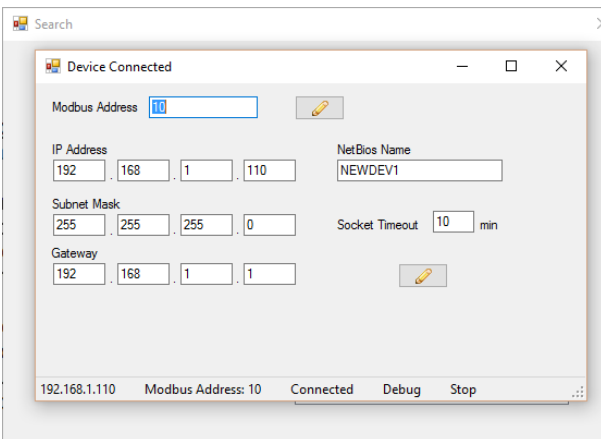 Search
Device Connected
Modbus Address 10
IP Address
192 . 168 . 1 . 110
NetBios Name
NEWDEV1
Subnet Mask
255 . 255 . 255 . 0
Socket Timeout 10 min
Gateway
192 . 168 . 1 . 1
192.168.1.110 Modbus Address: 10 Connected Debug Stop